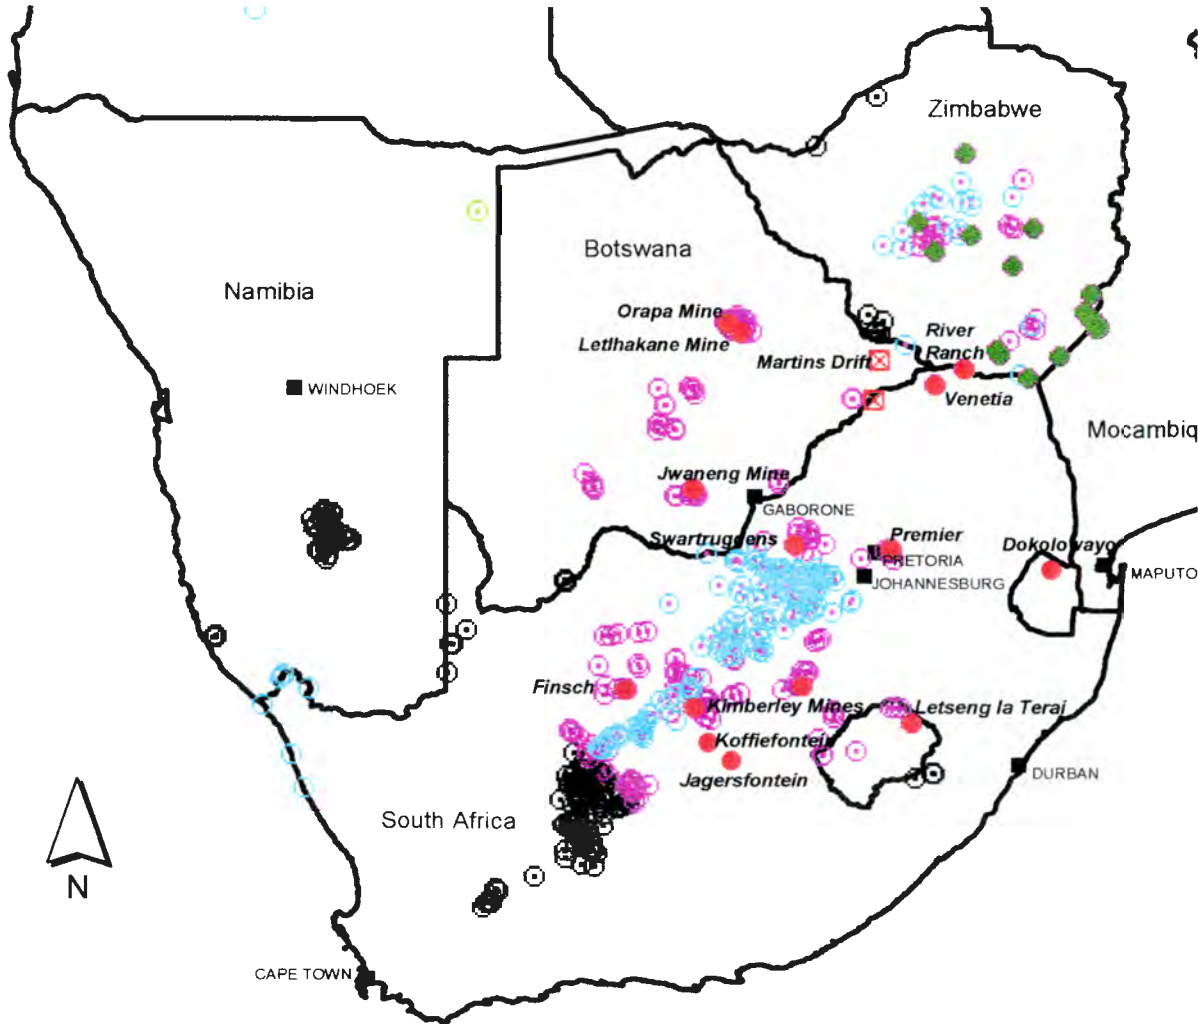 Zimbabwe
Botswana
Namibia
Orapa Mine
Letlhakane Mine
River
Ranch
Martins Drift
Venetia
WINDHOEK
Mocambiq
Jwaneng Mine
GABORONE
Swartruggens
Premier
PRETORIA
JOHANNESBURG
Dokolowayo
MAPUTO
Finsch
Kimberley Mines
Letseng la Terai
Koffiefontein
Jagersfontein
DURBAN
South Africa
N
CAPE TOWN